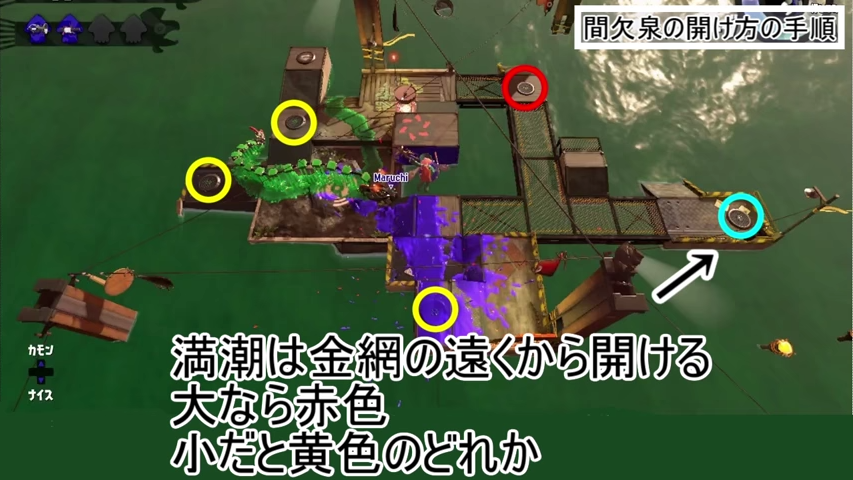 間欠泉の開け方の手順
Maruchi
カモン
ナイス
満潮は金網の遠くから開ける
大なら赤色
小だと黄色のどれか